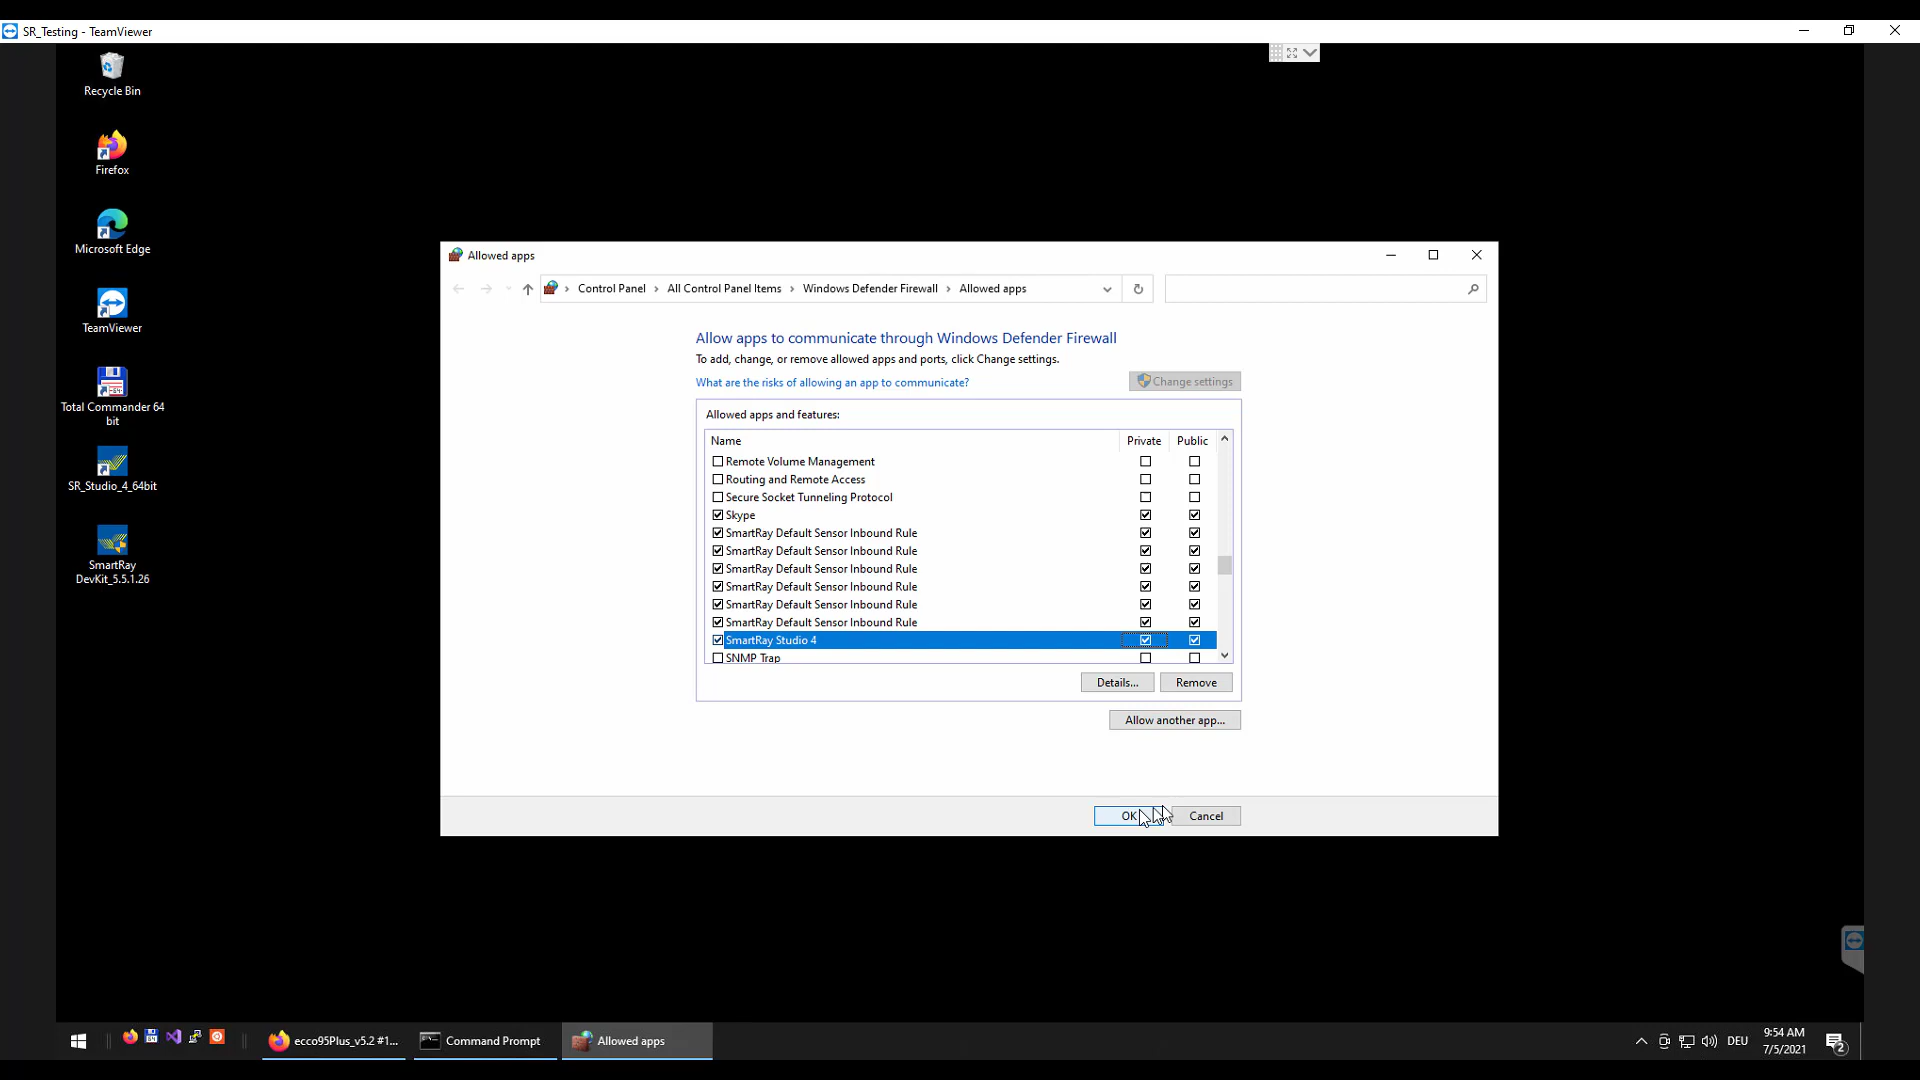 SR_Testing - TeamViewer
Recycle Bin
Firefox
Microsoft Edge
TeamViewer
Total Commander 64
bit
SR_Studio_4_64bit
SmartRay
DevKit_5.5.1.26
Allowed apps
Control Panel > All Control Panel Items > Windows Defender Firewall > Allowed apps
Allow apps to communicate through Windows Defender Firewall
To add, change, or remove allowed apps and ports, click Change settings.
What are the risks of allowing an app to communicate?
Change settings
Allowed apps and features:
Name Private Public
Remote Volume Management
Routing and Remote Access
Secure Socket Tunneling Protocol
Skype
SmartRay Default Sensor Inbound Rule
SmartRay Default Sensor Inbound Rule
SmartRay Default Sensor Inbound Rule
SmartRay Default Sensor Inbound Rule
SmartRay Default Sensor Inbound Rule
SmartRay Default Sensor Inbound Rule
SmartRay Studio 4
SNMP Trap
Details... Remove
Allow another app...
OK Cancel
ecco95Plus_v5.2 #1... Command Prompt Allowed apps DEU 9:54 AM
7/5/2021 2